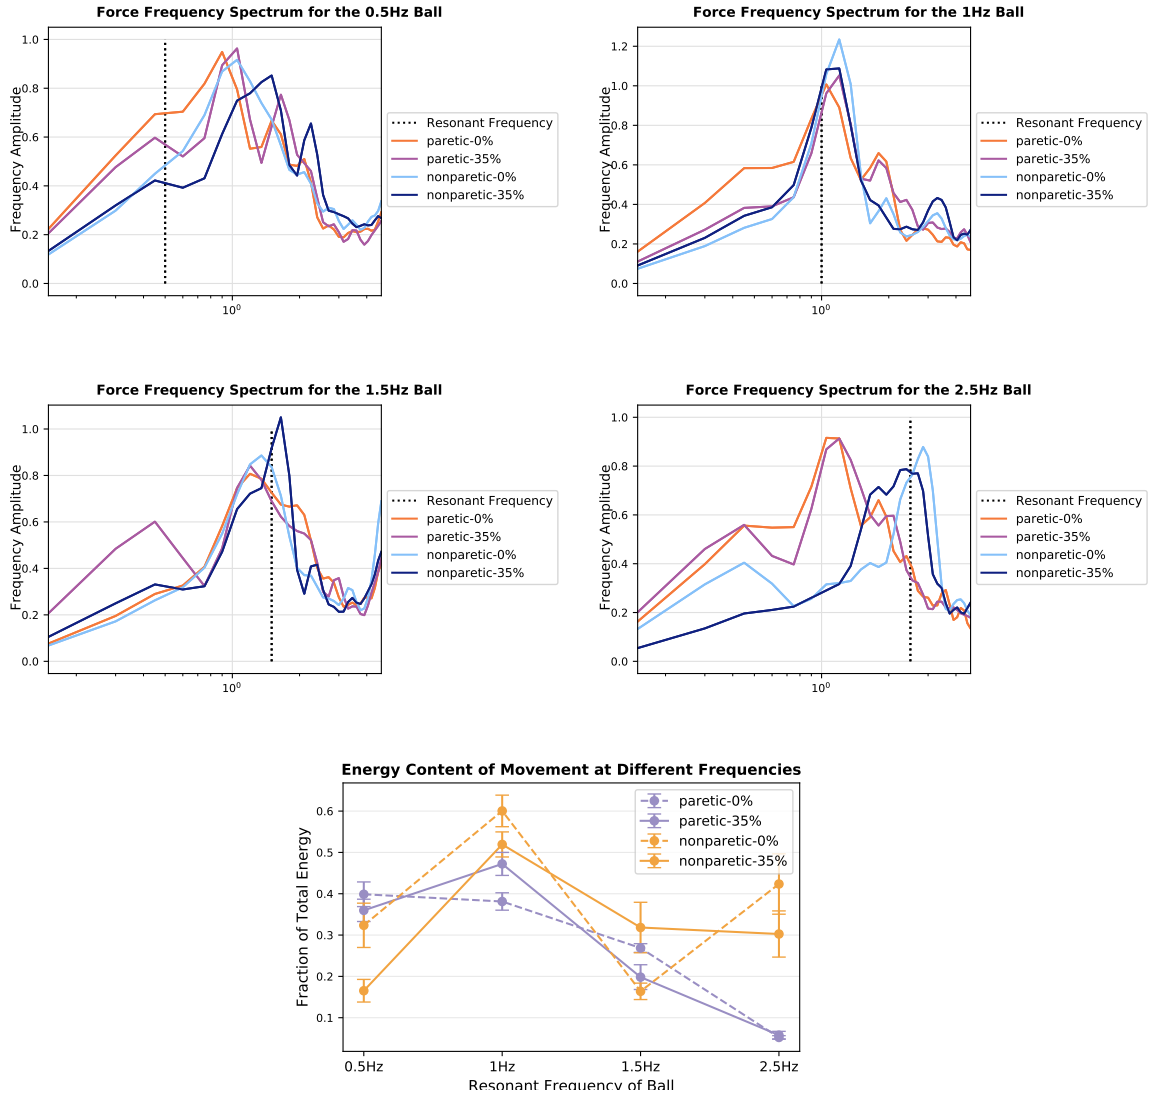 Force Frequency Spectrum for the 0.5Hz Ball
Frequency Amplitude
1.0
0.8
0.6
0.4
0.2
0.0
10⁰
Resonant Frequency
paretic-0%
paretic-35%
nonparetic-0%
nonparetic-35%
Force Frequency Spectrum for the 1Hz Ball
Frequency Amplitude
1.2
1.0
0.8
0.6
0.4
0.2
0.0
10⁰
Resonant Frequency
paretic-0%
paretic-35%
nonparetic-0%
nonparetic-35%
Force Frequency Spectrum for the 1.5Hz Ball
Frequency Amplitude
1.0
0.8
0.6
0.4
0.2
0.0
10⁰
Resonant Frequency
paretic-0%
paretic-35%
nonparetic-0%
nonparetic-35%
Force Frequency Spectrum for the 2.5Hz Ball
Frequency Amplitude
1.0
0.8
0.6
0.4
0.2
0.0
10⁰
Resonant Frequency
paretic-0%
paretic-35%
nonparetic-0%
nonparetic-35%
Energy Content of Movement at Different Frequencies
Fraction of Total Energy
0.6
0.5
0.4
0.3
0.2
0.1
paretic-0%
paretic-35%
nonparetic-0%
nonparetic-35%
0.5Hz
1Hz
1.5Hz
2.5Hz
Resonant Frequency of Ball